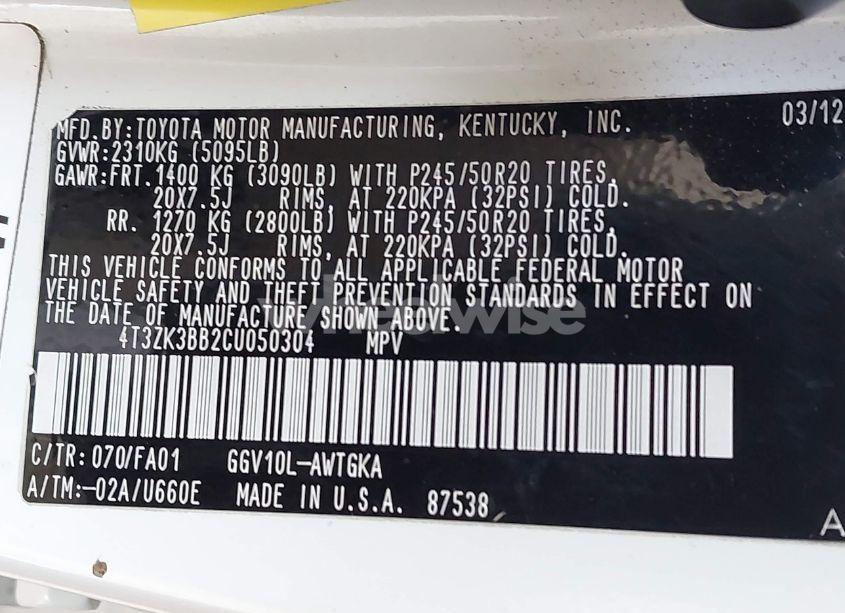 MFD.BY:TOYOTA MOTOR MANUFACTURING, KENTUCKY, INC. 03/12
GVWR:2310KG (5095LB)
GAWR:FRT.1400 KG (3090LB) WITH P245/50R20 TIRES,
20X7.5J RIMS, AT 220KPA (32PSI) COLD.
RR. 1270 KG (2800LB) WITH P245/50R20 TIRES,
20X7.5J RIMS, AT 220KPA (32PSI) COLD.
THIS VEHICLE CONFORMS TO ALL APPLICABLE FEDERAL MOTOR
VEHICLE SAFETY AND THEFT PREVENTION STANDARDS IN EFFECT ON
THE DATE OF MANUFACTURE SHOWN ABOVE.
4T3ZK3BB2CU050304 MPV
C/TR:070/FA01 GGV10L-AWTGKA
A/TM:-02A/U660E MADE IN U.S.A. 87538
A